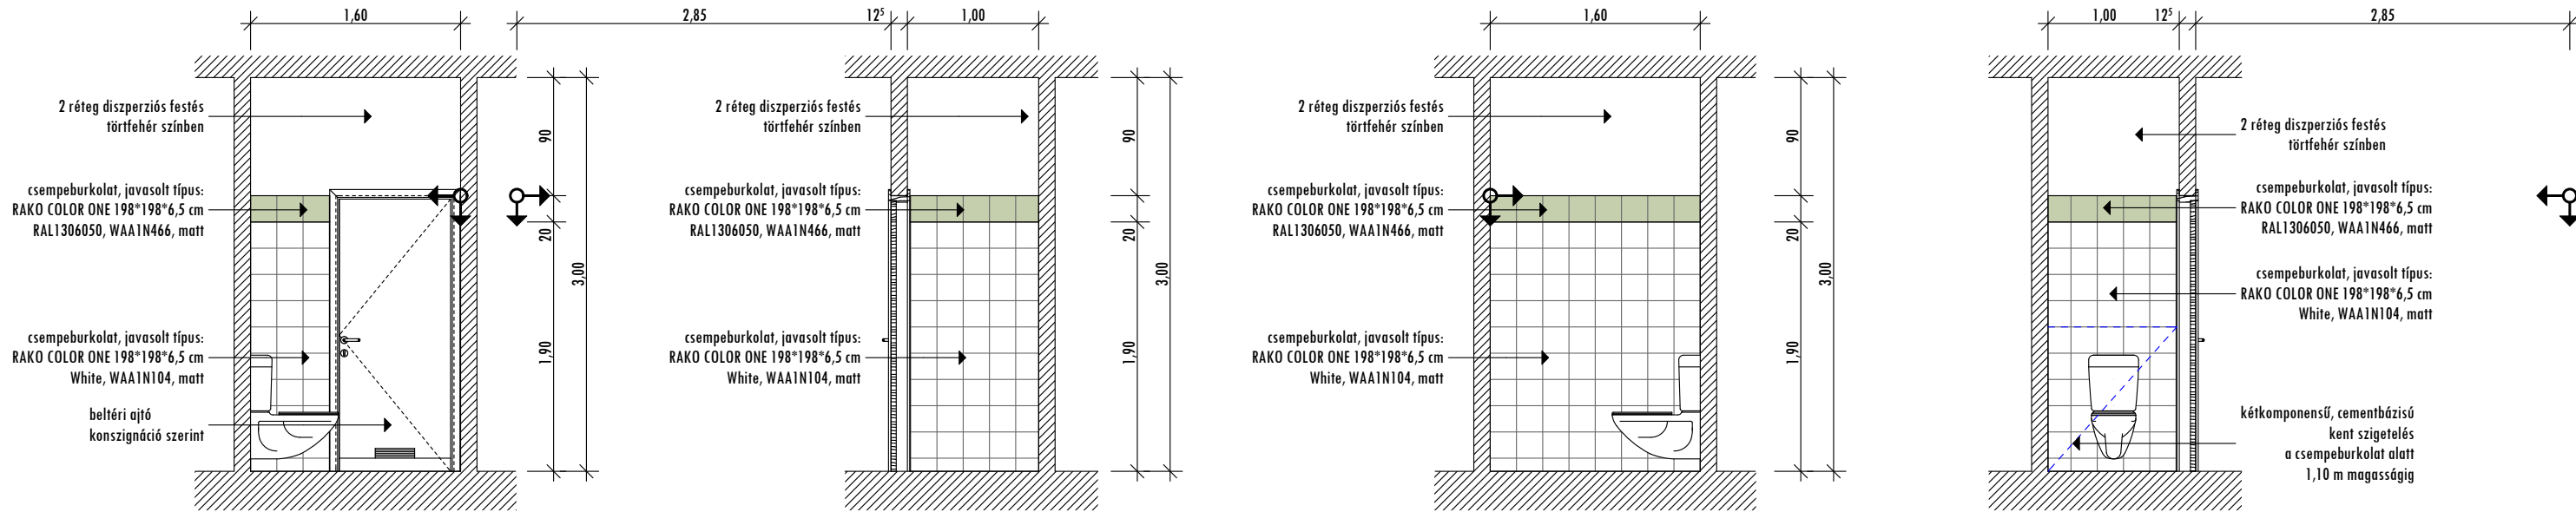 1,60
2 réteg diszperziós festés
törtfehér színben
csempeburkolat, javasolt típus:
RAKO COLOR ONE 198*198*6,5 cm
RAL1306050, WAA1N466, matt
csempeburkolat, javasolt típus:
RAKO COLOR ONE 198*198*6,5 cm
White, WAA1N104, matt
beltéri ajtó
konszignáció szerint
90
20
1,90
3,00
2,85
12⁵
1,00
2 réteg diszperziós festés
törtfehér színben
csempeburkolat, javasolt típus:
RAKO COLOR ONE 198*198*6,5 cm
RAL1306050, WAA1N466, matt
csempeburkolat, javasolt típus:
RAKO COLOR ONE 198*198*6,5 cm
White, WAA1N104, matt
90
20
1,90
3,00
1,60
2 réteg diszperziós festés
törtfehér színben
csempeburkolat, javasolt típus:
RAKO COLOR ONE 198*198*6,5 cm
RAL1306050, WAA1N466, matt
csempeburkolat, javasolt típus:
RAKO COLOR ONE 198*198*6,5 cm
White, WAA1N104, matt
90
20
1,90
3,00
1,00
12⁵
2,85
2 réteg diszperziós festés
törtfehér színben
csempeburkolat, javasolt típus:
RAKO COLOR ONE 198*198*6,5 cm
RAL1306050, WAA1N466, matt
csempeburkolat, javasolt típus:
RAKO COLOR ONE 198*198*6,5 cm
White, WAA1N104, matt
kétkomponensű, cementbázisú
kent szigetelés
a csempeburkolat alatt
1,10 m magasságig